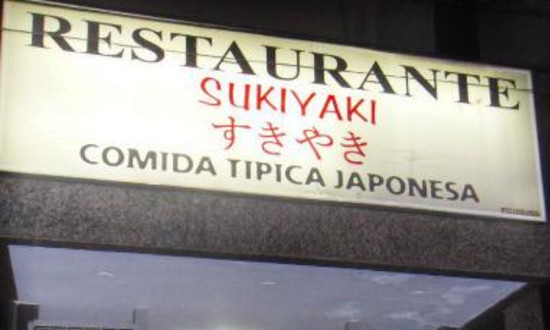 RESTAURANTE
SUKIYAKI
すきやき
COMIDA TIPICA JAPONESA